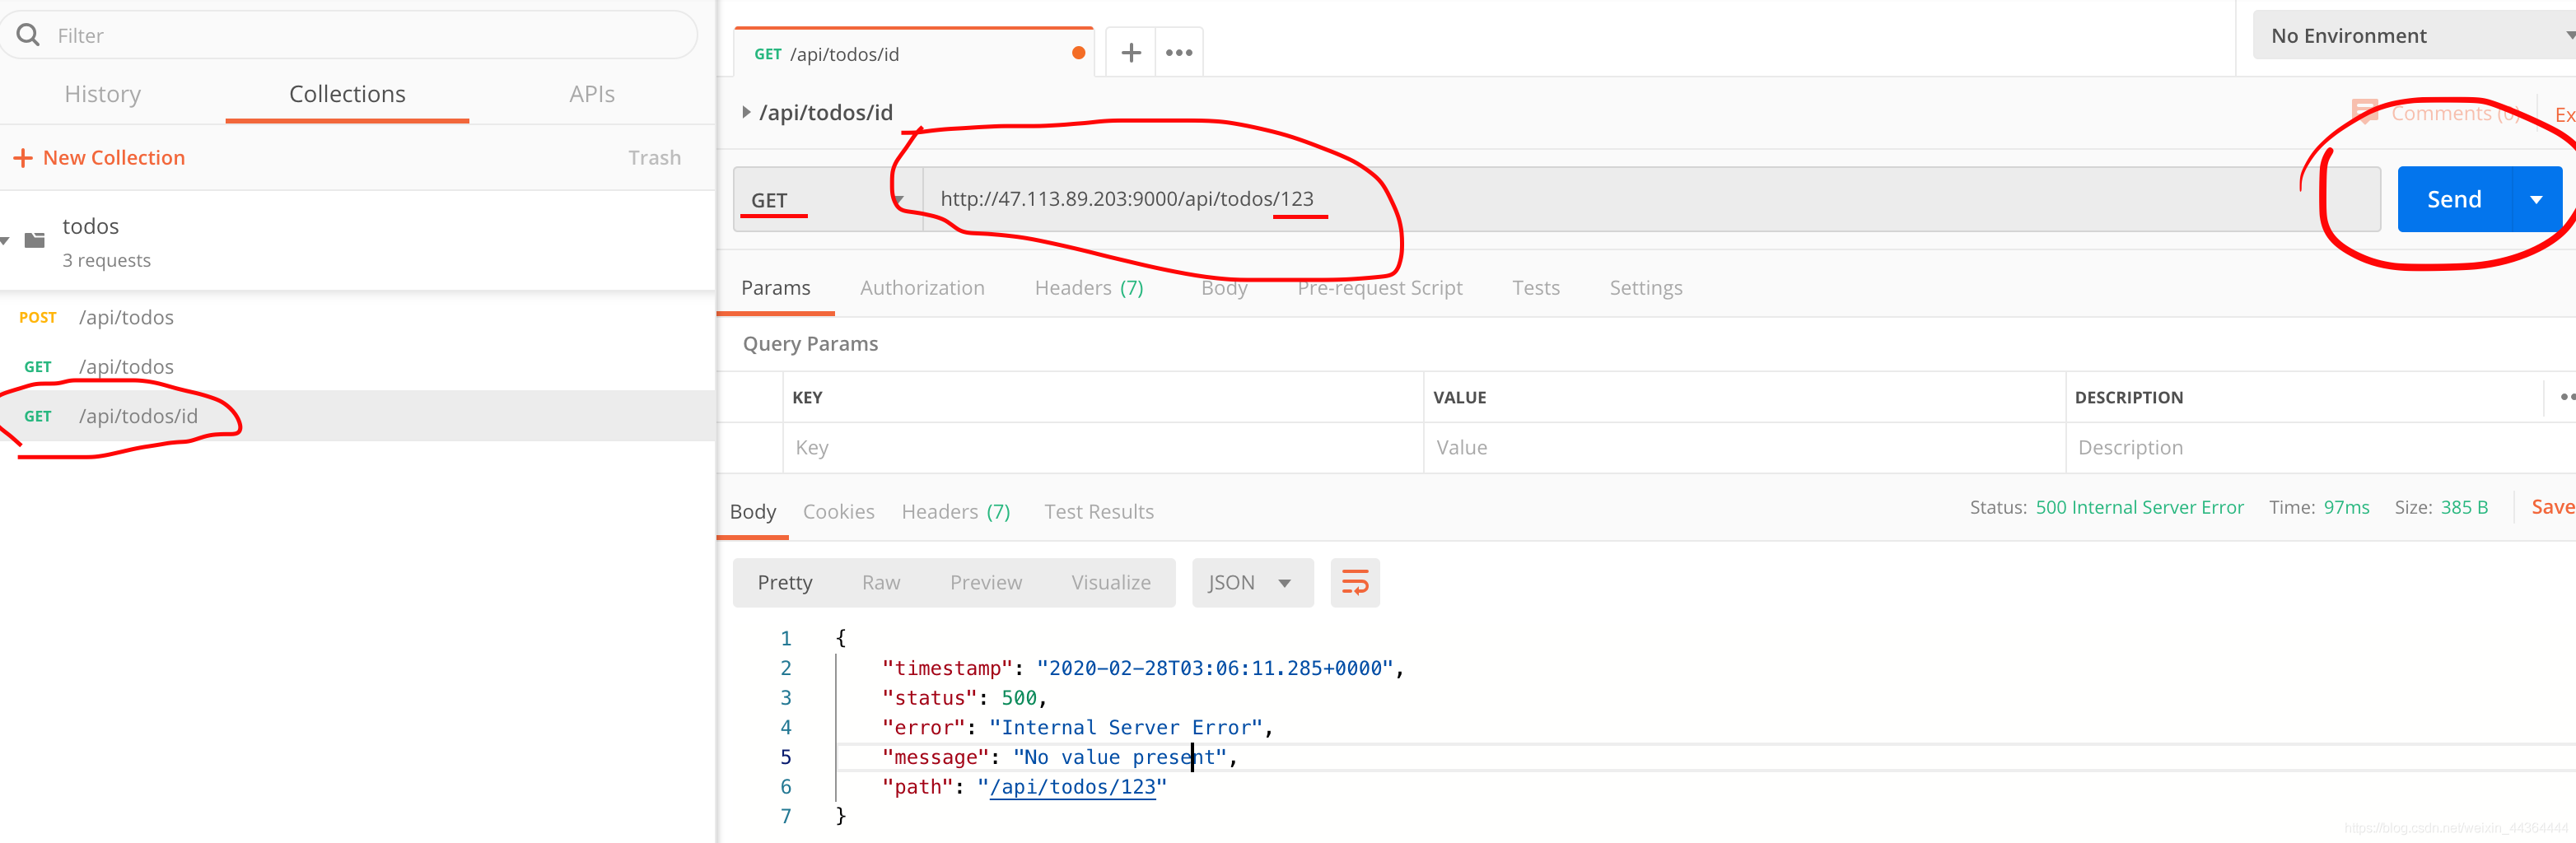 Filter
History Collections APIs
+ New Collection Trash
todos
3 requests
POST /api/todos
GET /api/todos
GET /api/todos/id
GET /api/todos/id
No Environment
/api/todos/id
Comments (0) Ex
GET http://47.113.89.203:9000/api/todos/123 Send
Params Authorization Headers (7) Body Pre-request Script Tests Settings
Query Params
KEY VALUE DESCRIPTION
Key Value Description
Body Cookies Headers (7) Test Results Status: 500 Internal Server Error Time: 97ms Size: 385 B Save
Pretty Raw Preview Visualize JSON
1 {
2 "timestamp": "2020-02-28T03:06:11.285+0000",
3 "status": 500,
4 "error": "Internal Server Error",
5 "message": "No value present",
6 "path": "/api/todos/123"
7 }
https://blog.csdn.net/weixin_44364444